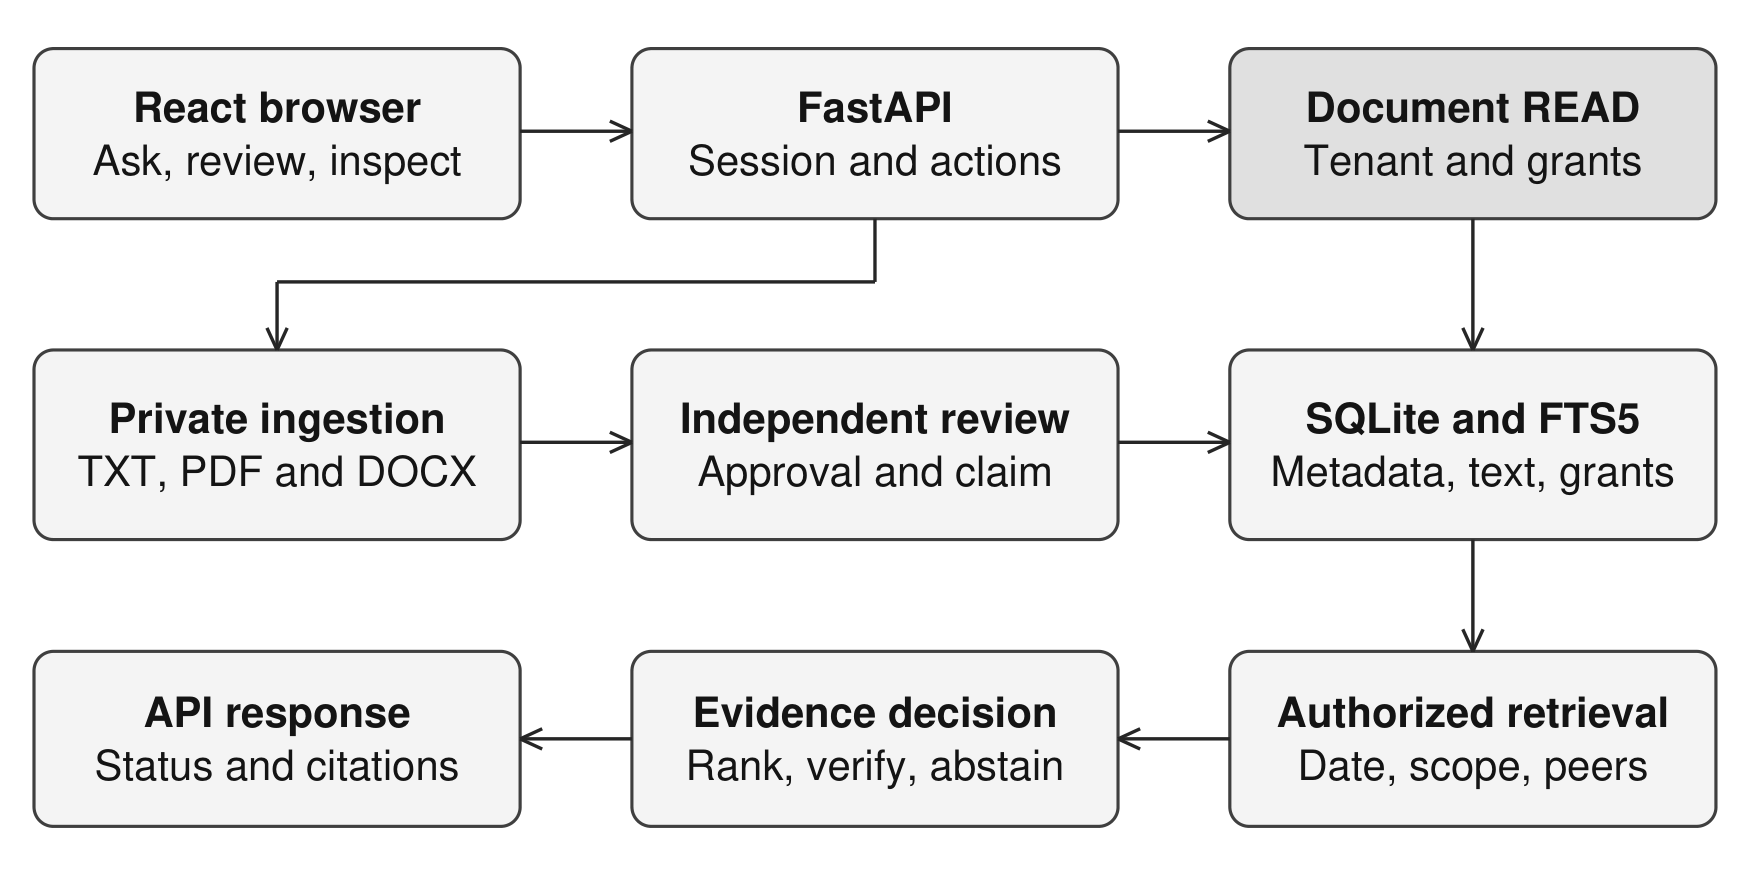 React browser
Ask, review, inspect
FastAPI
Session and actions
Document READ
Tenant and grants
Private ingestion
TXT, PDF and DOCX
Independent review
Approval and claim
SQLite and FTS5
Metadata, text, grants
API response
Status and citations
Evidence decision
Rank, verify, abstain
Authorized retrieval
Date, scope, peers